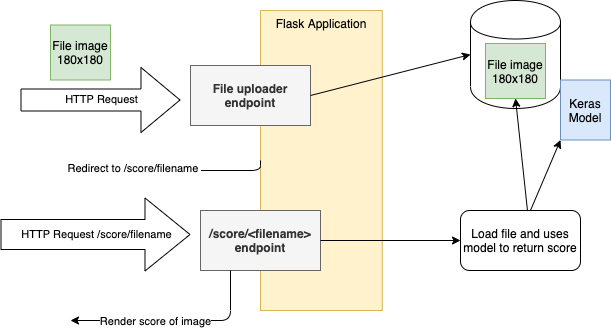 Flask Application
File image
180x180
File image
180x180
HTTP Request
File uploader
endpoint
Keras
Model
Redirect to /score/filename
HTTP Request /score/filename
/score/<filename>
endpoint
Load file and uses
model to return score
Render score of image